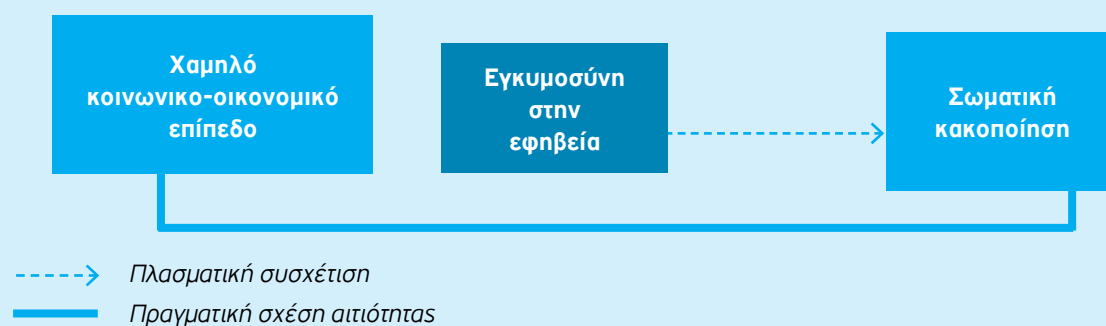 Χαμηλό
κοινωνικο-οικονομικό
επίπεδο
Εγκυμοσύνη
στην
εφηβεία
Σωματική
κακοποίηση
Πλασματική συσχέτιση
Πραγματική σχέση αιτιότητας